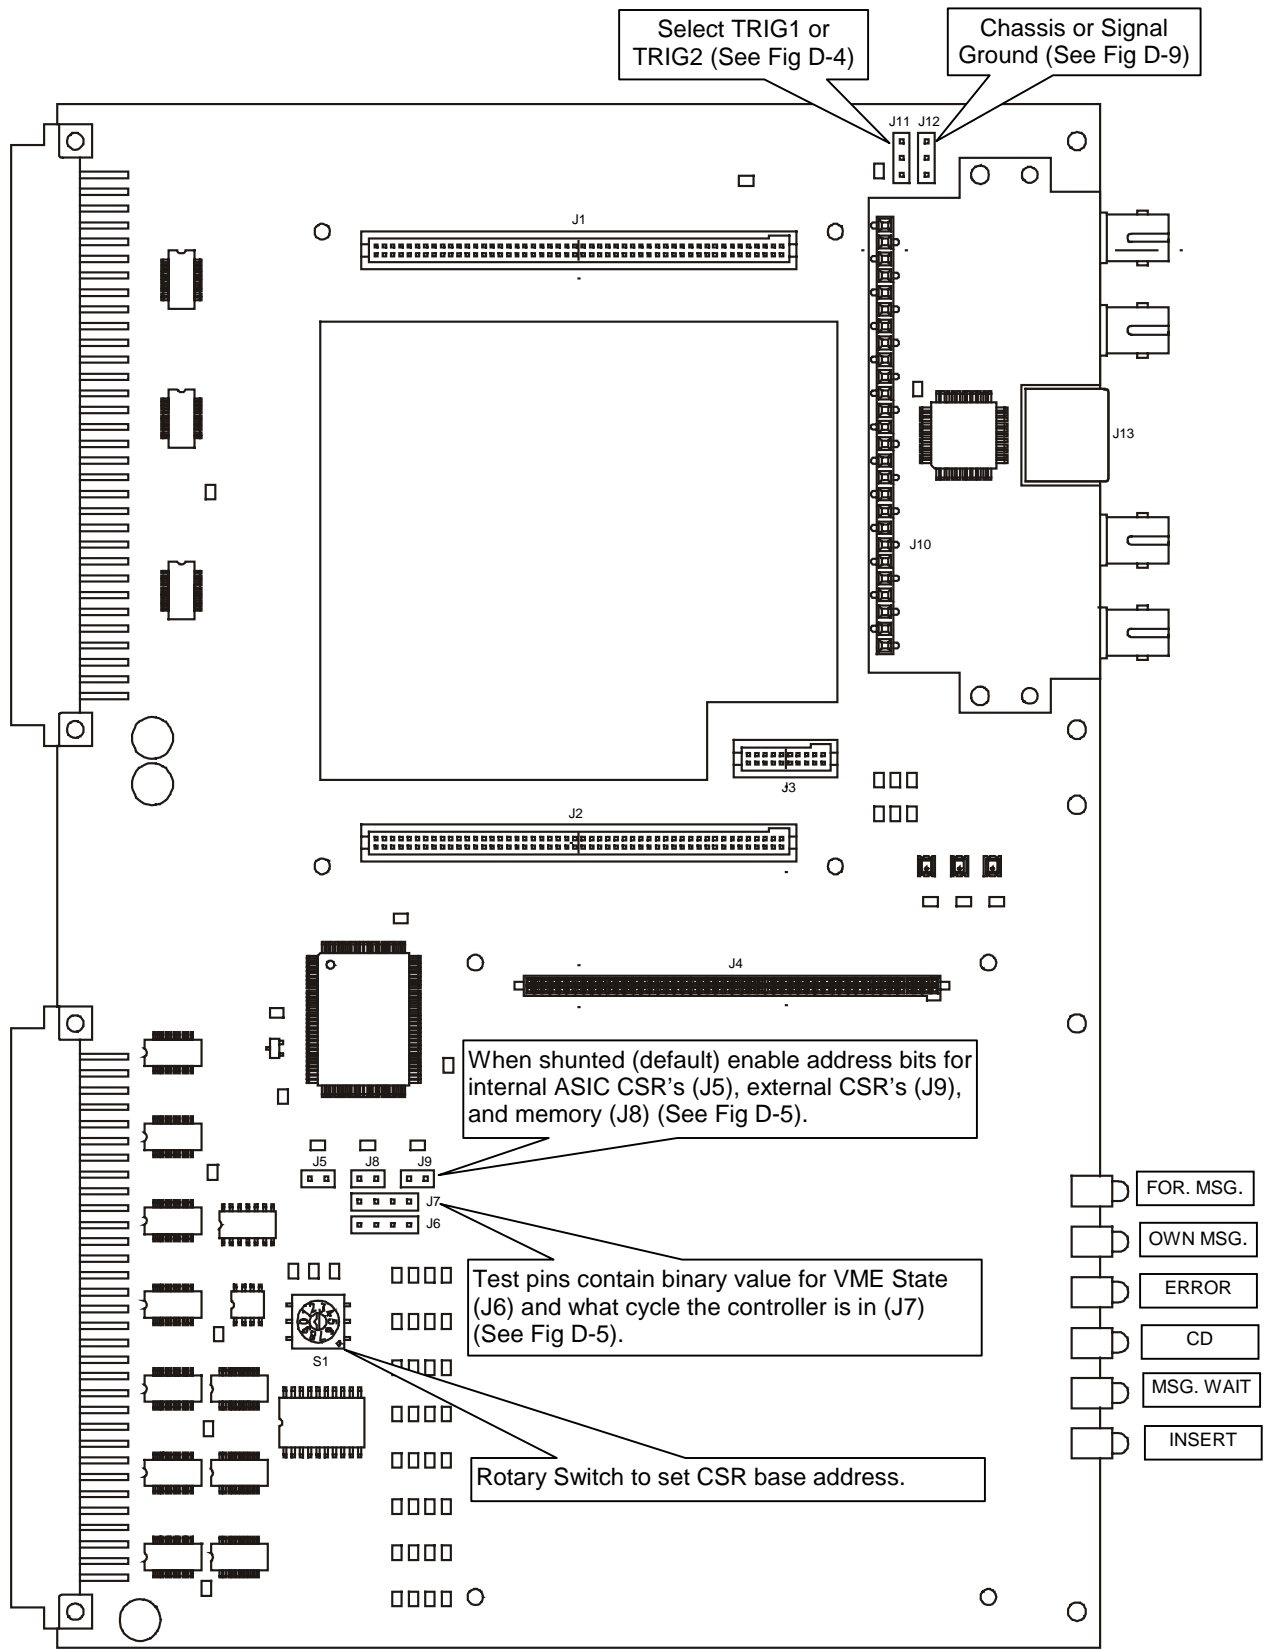 Select TRIG1 or
TRIG2 (See Fig D-4)
Chassis or Signal
Ground (See Fig D-9)
J11
J12
J1
J13
J10
J3
J2
J4
When shunted (default) enable address bits for
internal ASIC CSR's (J5), external CSR's (J9),
and memory (J8) (See Fig D-5).
J5
J8
J9
J7
J6
FOR. MSG.
OWN MSG.
ERROR
CD
MSG. WAIT
INSERT
Test pins contain binary value for VME State
(J6) and what cycle the controller is in (J7)
(See Fig D-5).
S1
Rotary Switch to set CSR base address.